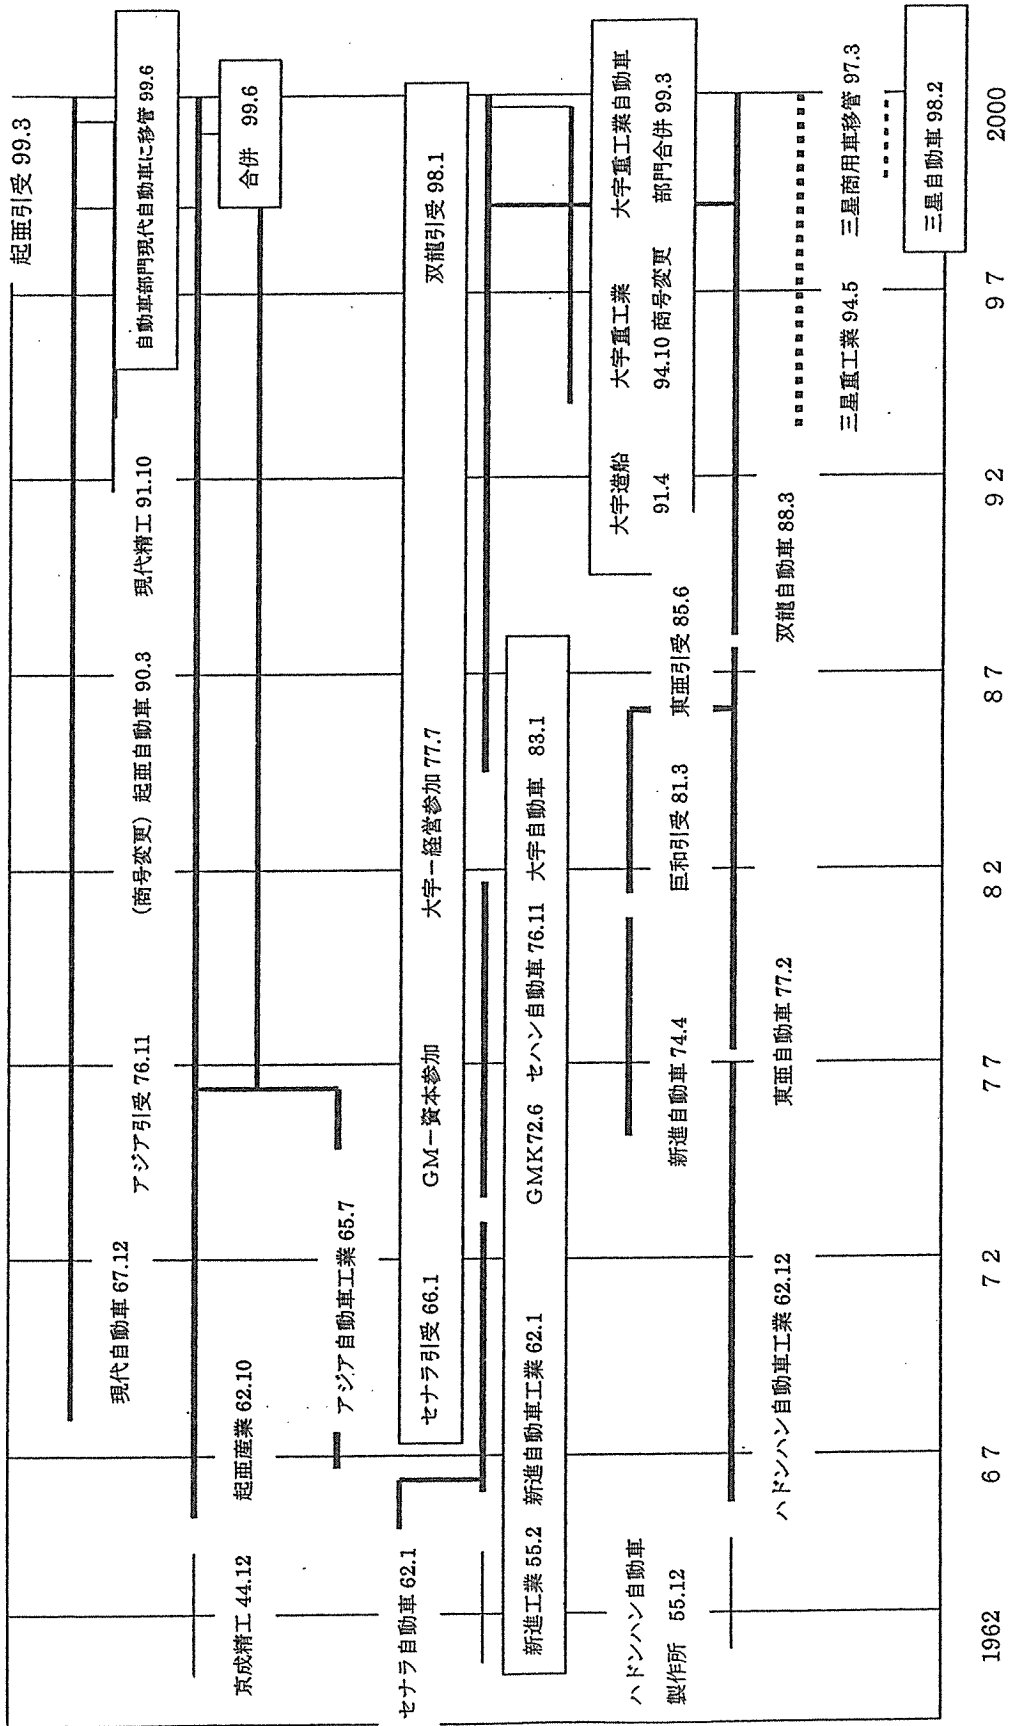 起亜引受 99.3
現代自動車 67.12
アジア引受 76.11
(商号変更) 起亜自動車 90.3
現代精工 91.10
自動車部門現代自動車に移管 99.6
京成精工 44.12
起亜産業 62.10
合併 99.6
アジア自動車工業 65.7
セナラ自動車 62.1
セナラ引受 66.1
GM－資本参加
大宇－経営参加 77.7
双龍引受 98.1
新進工業 55.2
新進自動車工業 62.1
GMK72.6
セハン自動車 76.11
大宇自動車 83.1
大宇造船
91.4
大宇重工業
94.10 商号変更
大宇重工業自動車
部門合併 99.3
ハドンハン自動車
製作所 55.12
新進自動車 74.4
巨和引受 81.3
東亜引受 85.6
ハドンハン自動車工業 62.12
東亜自動車 77.2
双龍自動車 88.3
三星重工業 94.5
三星商用車移管 97.3
三星自動車 98.2
1962 67 72 77 82 87 92 97 2000